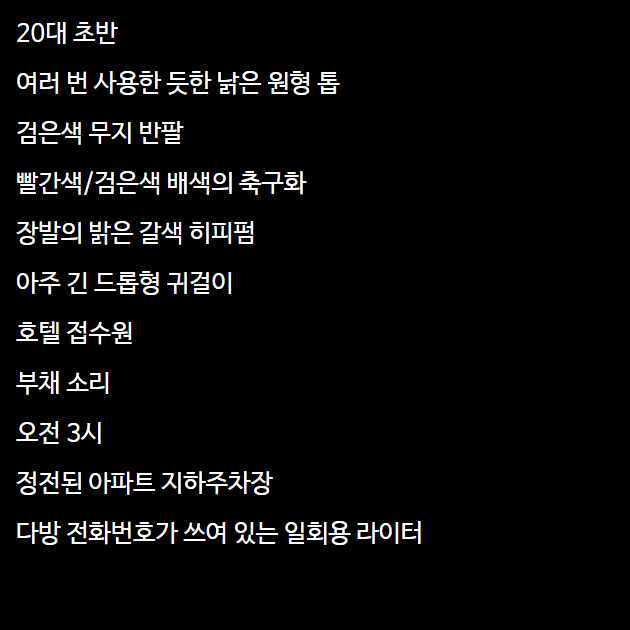 20대 초반
여러 번 사용한 듯한 낡은 원형 톱
검은색 무지 반팔
빨간색/검은색 배색의 축구화
장발의 밝은 갈색 히피펌
아주 긴 드롭형 귀걸이
호텔 접수원
부채 소리
오전 3시
정전된 아파트 지하주차장
다방 전화번호가 쓰여 있는 일회용 라이터